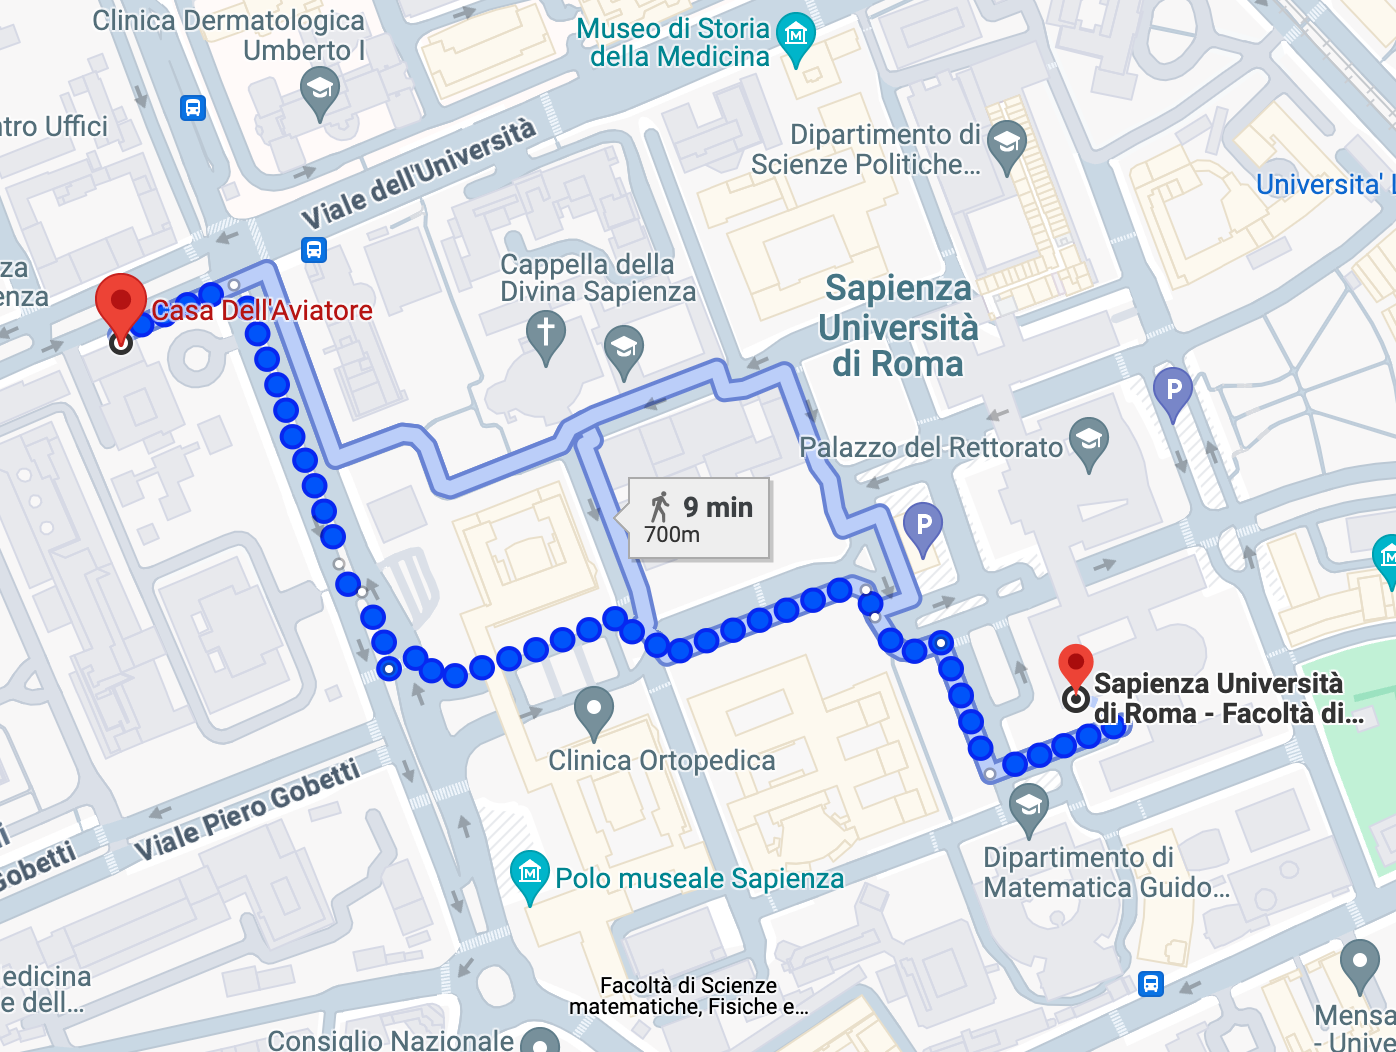 Clinica Dermatologica
Umberto I
Museo di Storia
della Medicina
tro Uffici
Viale dell'Università
Dipartimento di
Scienze Politiche...
Universita' L
za
enza
Casa Dell'Aviatore
Cappella della
Divina Sapienza
Sapienza
Università
di Roma
P
Palazzo del Rettorato
9 min
700m
P
Sapienza Università
di Roma - Facoltà di...
Clinica Ortopedica
Viale Piero Gobetti
Gobetti
Polo museale Sapienza
Dipartimento di
Matematica Guido...
edicina
e dell...
Facoltà di Scienze
matematiche, Fisiche e...
Consiglio Nazionale
Mensa
- Unive